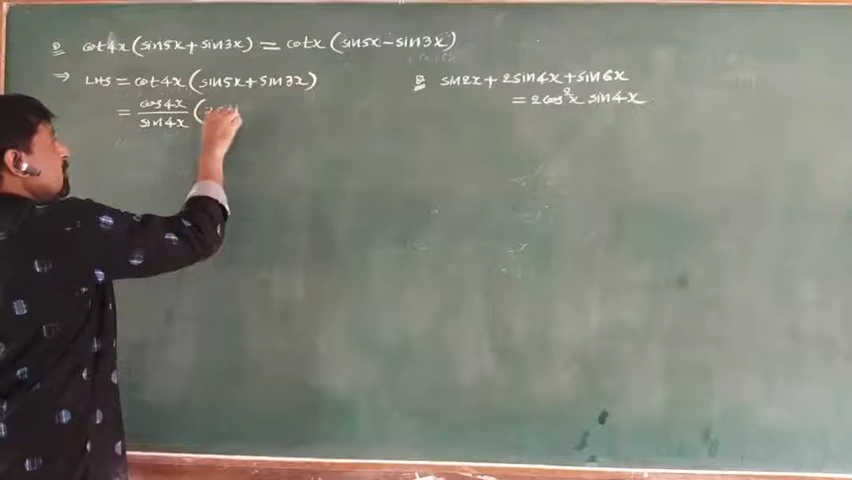 Q cot4x(sin5x+sin3x) = cotx(sin5x-sin3x)
⇒ LHS = cot4x(sin5x+sin3x)
= cos4x/sin4x (
Q sin2x+2sin4x+sin6x
= 2cos²x sin4x